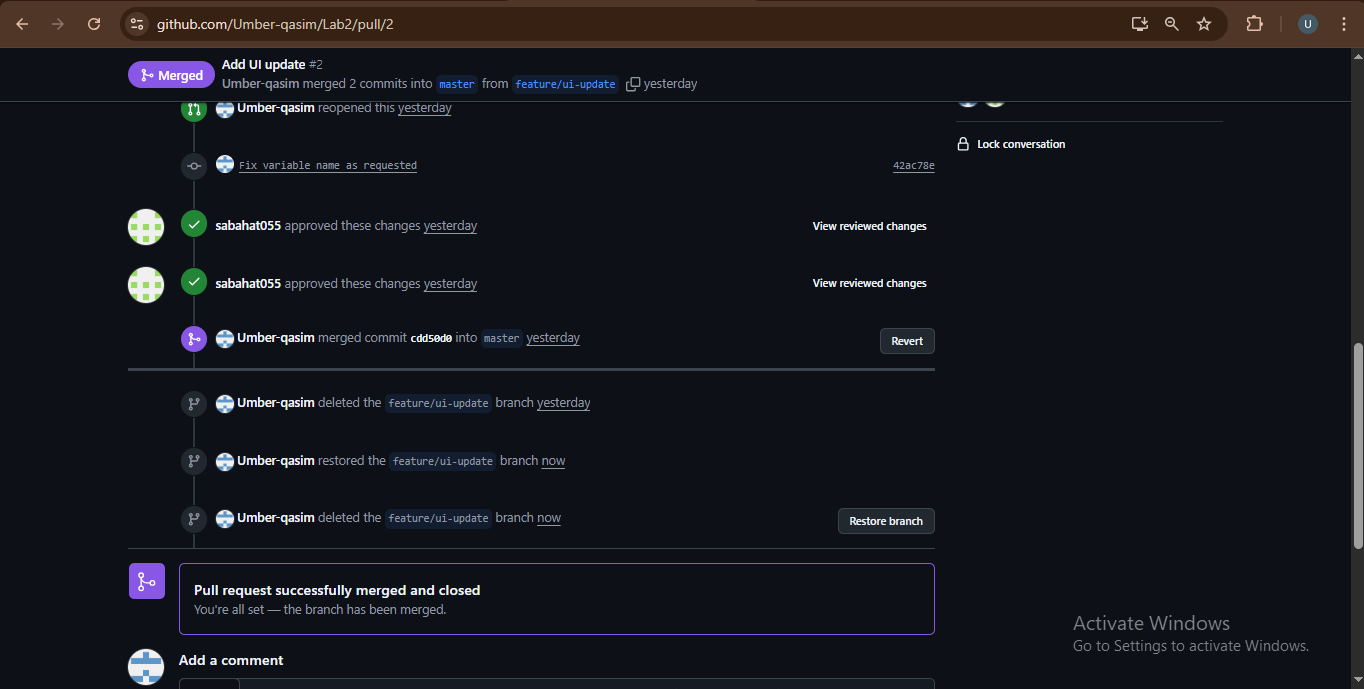 github.com/Umber-qasim/Lab2/pull/2
U
Merged
Add UI update #2
Umber-qasim merged 2 commits into master from feature/ui-update yesterday
Umber-qasim reopened this yesterday
Lock conversation
Fix variable name as requested 42ac78e
sabahat055 approved these changes yesterday View reviewed changes
sabahat055 approved these changes yesterday View reviewed changes
Umber-qasim merged commit cdd50d0 into master yesterday Revert
Umber-qasim deleted the feature/ui-update branch yesterday
Umber-qasim restored the feature/ui-update branch now
Umber-qasim deleted the feature/ui-update branch now Restore branch
Pull request successfully merged and closed
You're all set — the branch has been merged.
Activate Windows
Go to Settings to activate Windows.
Add a comment